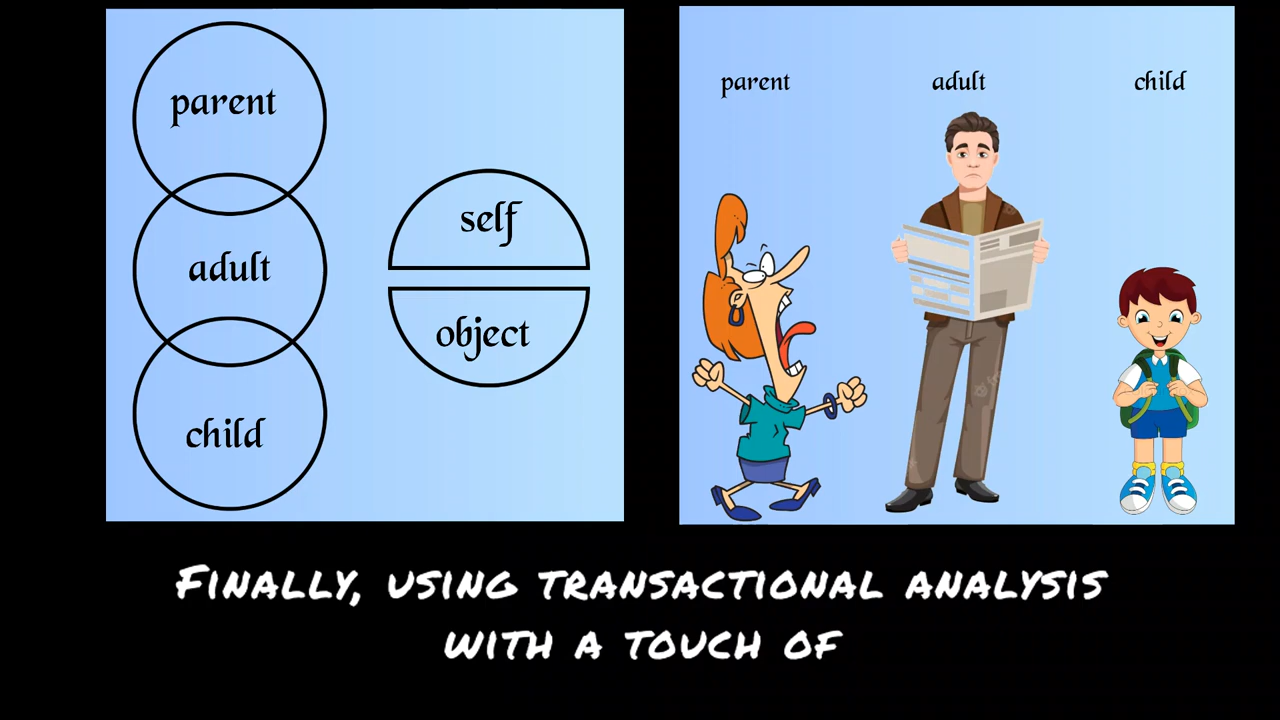 parent
adult
child
self
object
parent
adult
child
Finally, using transactional analysis
with a touch of